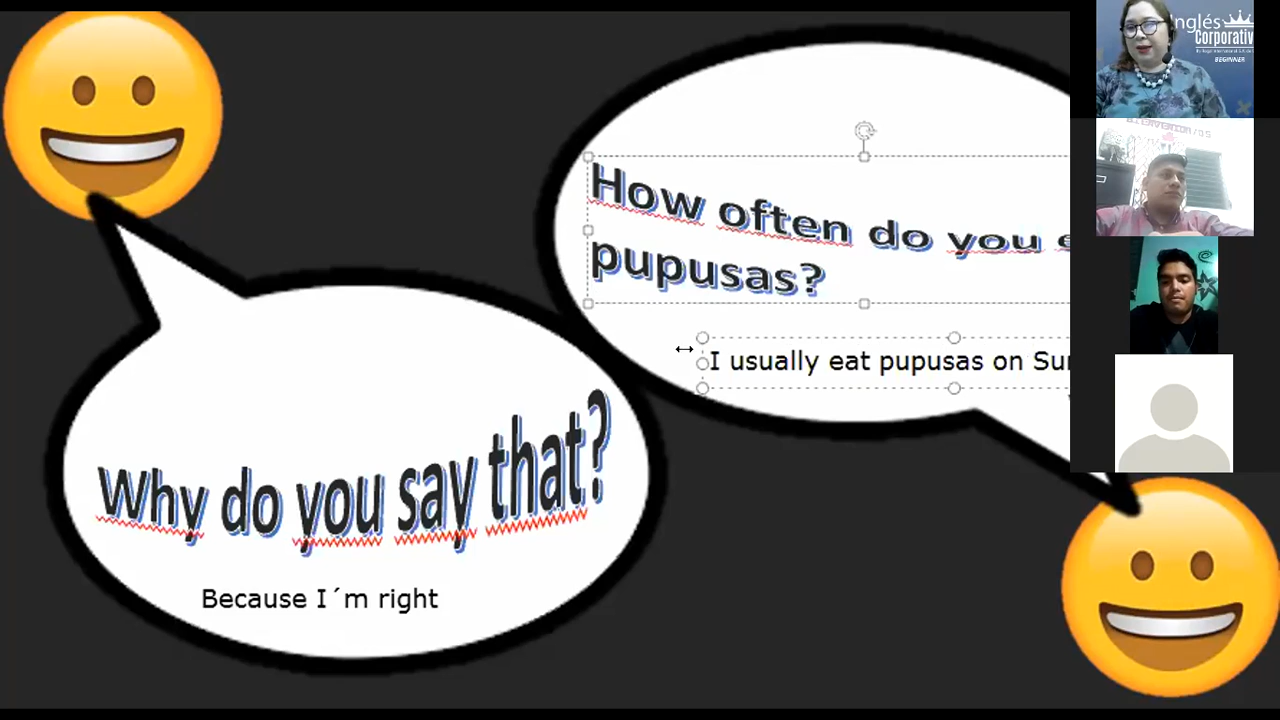 How often do you
pupusas?
I usually eat pupusas on
Why do you say that?
Because I´m right
Inglés
Corporativ
BEGINNER